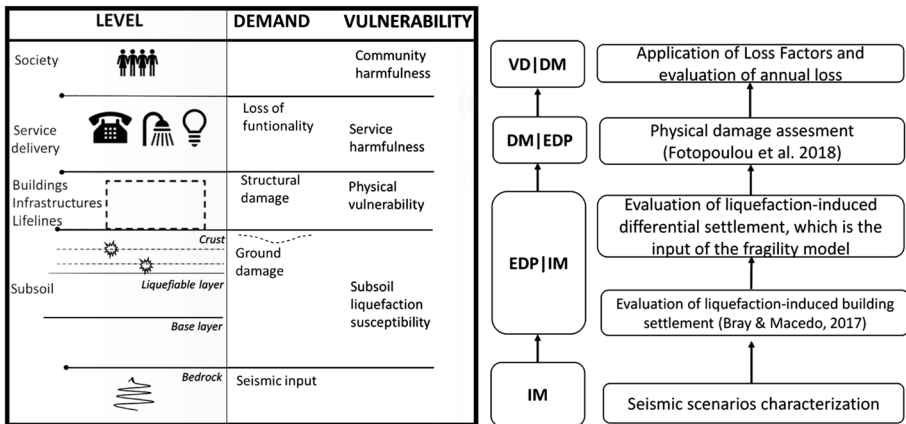 LEVEL DEMAND VULNERABILITY
Society
Community
harmfulness
Service
delivery
Loss of
funtionality
Service
harmfulness
Buildings
Infrastructures
Lifelines
Structural
damage
Physical
vulnerability
Crust
Ground
damage
Liquefiable layer
Subsoil
Subsoil
liquefaction
susceptibility
Base layer
Bedrock
Seismic input
VD|DM
DM|EDP
EDP|IM
IM
Application of Loss Factors and
evaluation of annual loss
Physical damage assesment
(Fotopoulou et al. 2018)
Evaluation of liquefaction-induced
differential settlement, which is the
input of the fragility model
Evaluation of liquefaction-induced building
settlement (Bray & Macedo, 2017)
Seismic scenarios characterization